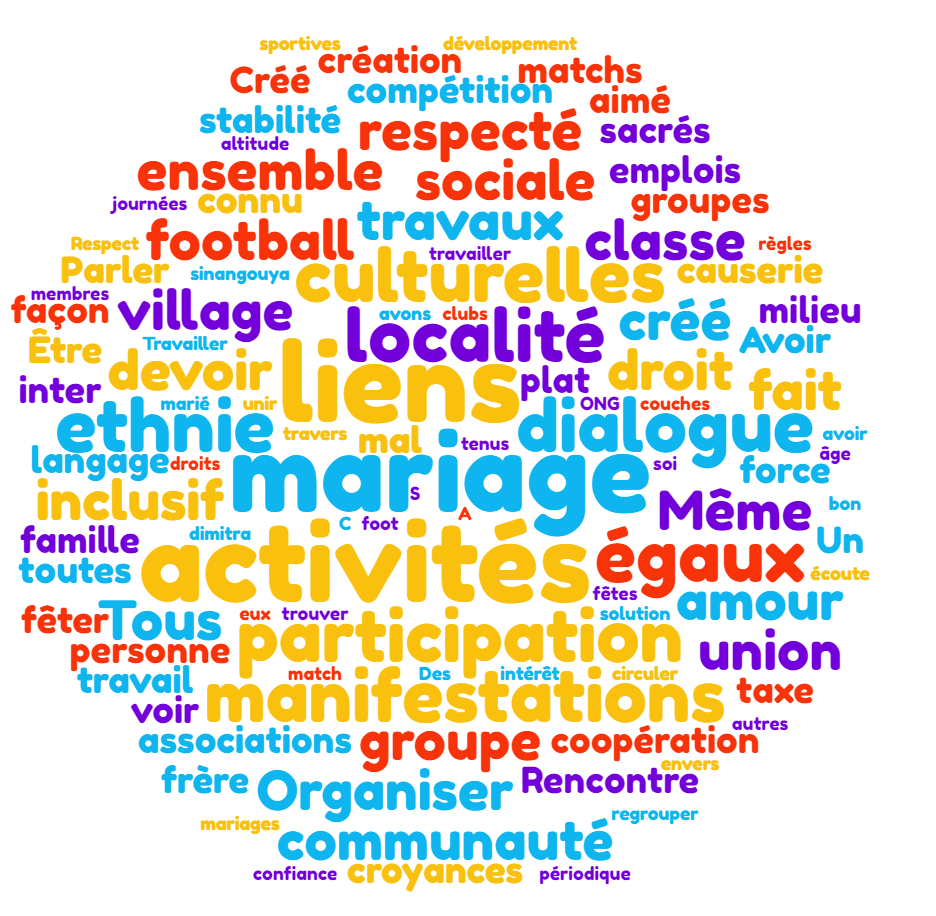 sportives développement
Créé création matchs
compétition aimé
stabilité respecté sacrés
altitude
ensemble sociale emplois
journées connu groupes
travaux
Respect football travailler classe règles
Parler sinangouya culturelles causerie
membres
façon village avons clubs milieu
localité créé
Être Travailler Avoir
devoir liens plat droit
inter fait
marié unir ONG couches
ethnie travers mal tenus dialogue avoir
langage droits mariage soi force âge
inclusif S Même bon
C foot A
famille dimitra Un
toutes activités égaux écoute
fêtes
fêter Tous eux trouver solution amour
personne participation union
travail match Des intérêt circuler
voir manifestations taxe
autres
associations groupe coopération
envers
frère Organiser Rencontre
mariages regrouper
communauté
confiance croyances périodique